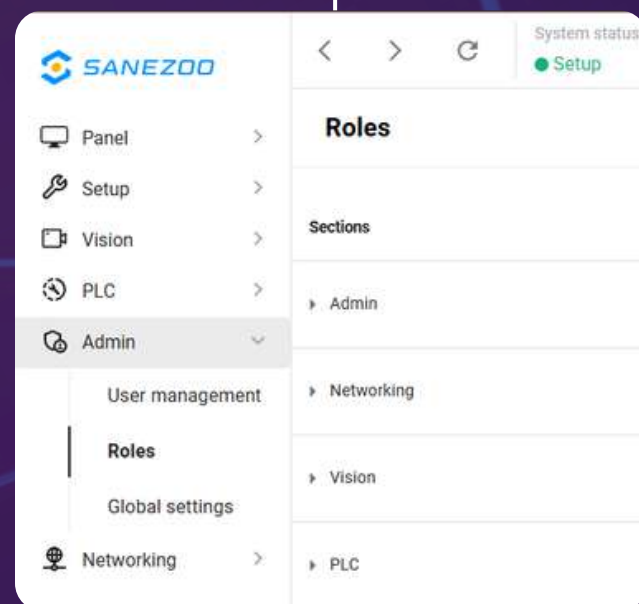 SANEZOO
Panel
Setup
Vision
PLC
Admin
User management
Roles
Global settings
Networking
System status
Setup
Roles
Sections
Admin
Networking
Vision
PLC